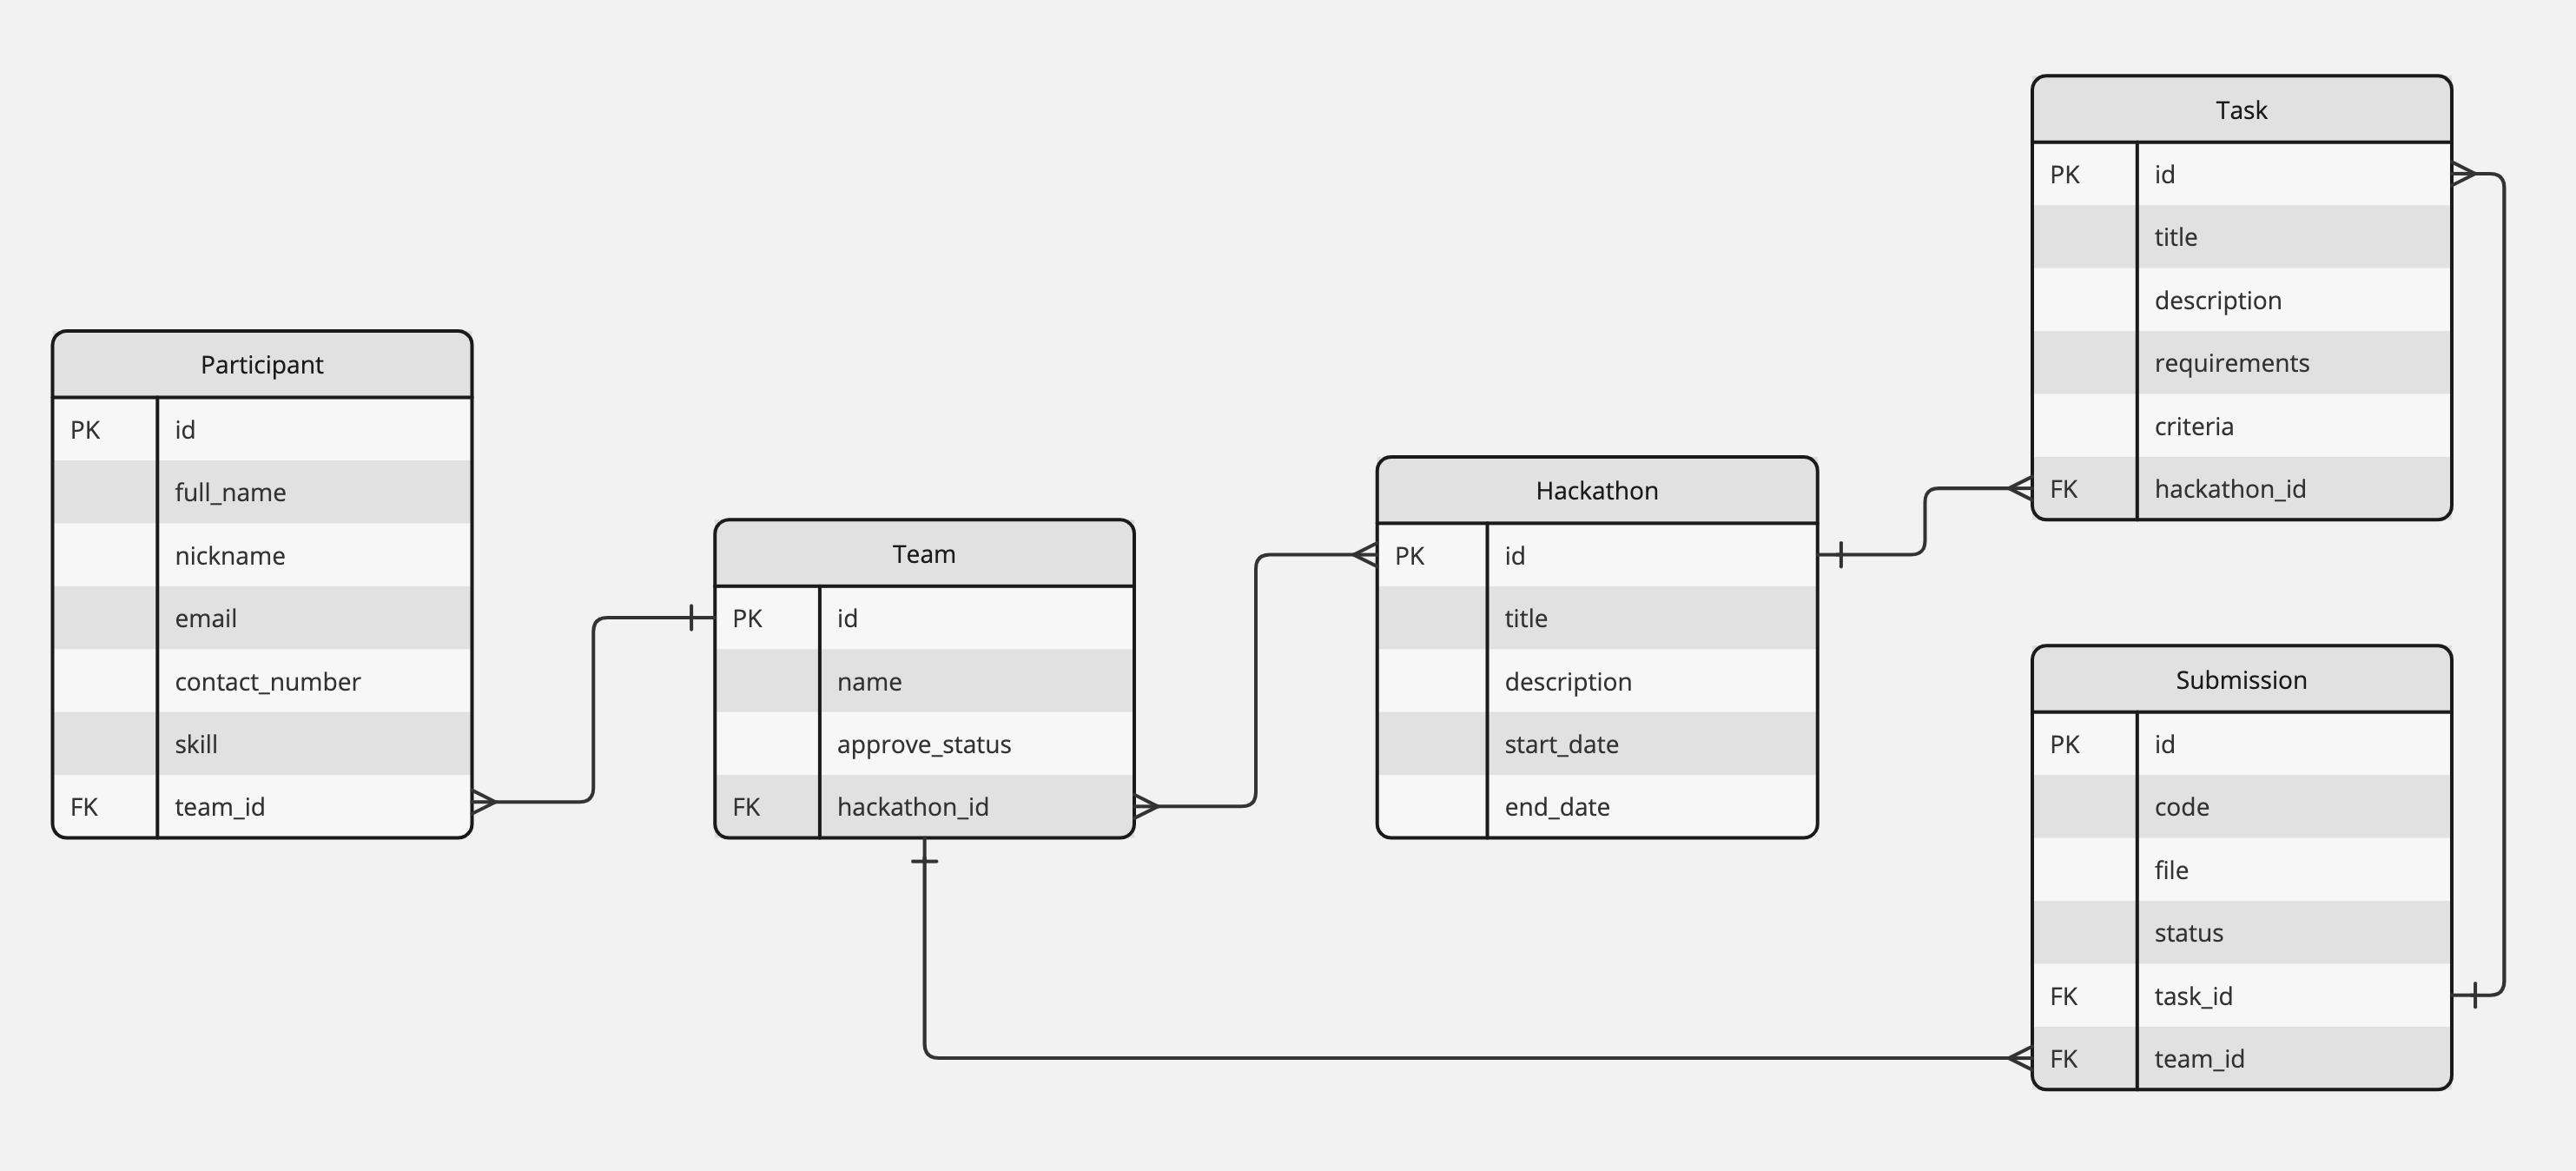 Participant
PK id
full_name
nickname
email
contact_number
skill
FK team_id
Team
PK id
name
approve_status
FK hackathon_id
Hackathon
PK id
title
description
start_date
end_date
Task
PK id
title
description
requirements
criteria
FK hackathon_id
Submission
PK id
code
file
status
FK task_id
FK team_id